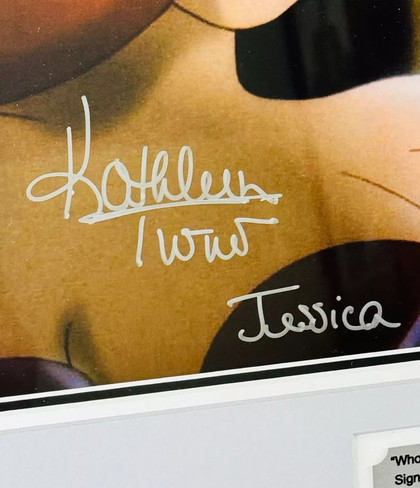 Kathleen
Turner
Jessica
"Who
Sign